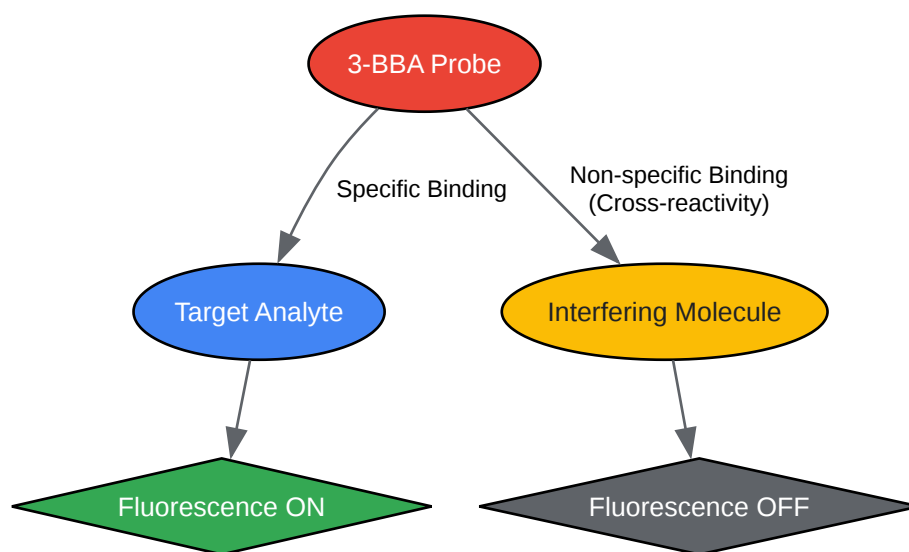 3-BBA Probe
Specific Binding
Non-specific Binding
(Cross-reactivity)
Target Analyte
Interfering Molecule
Fluorescence ON
Fluorescence OFF